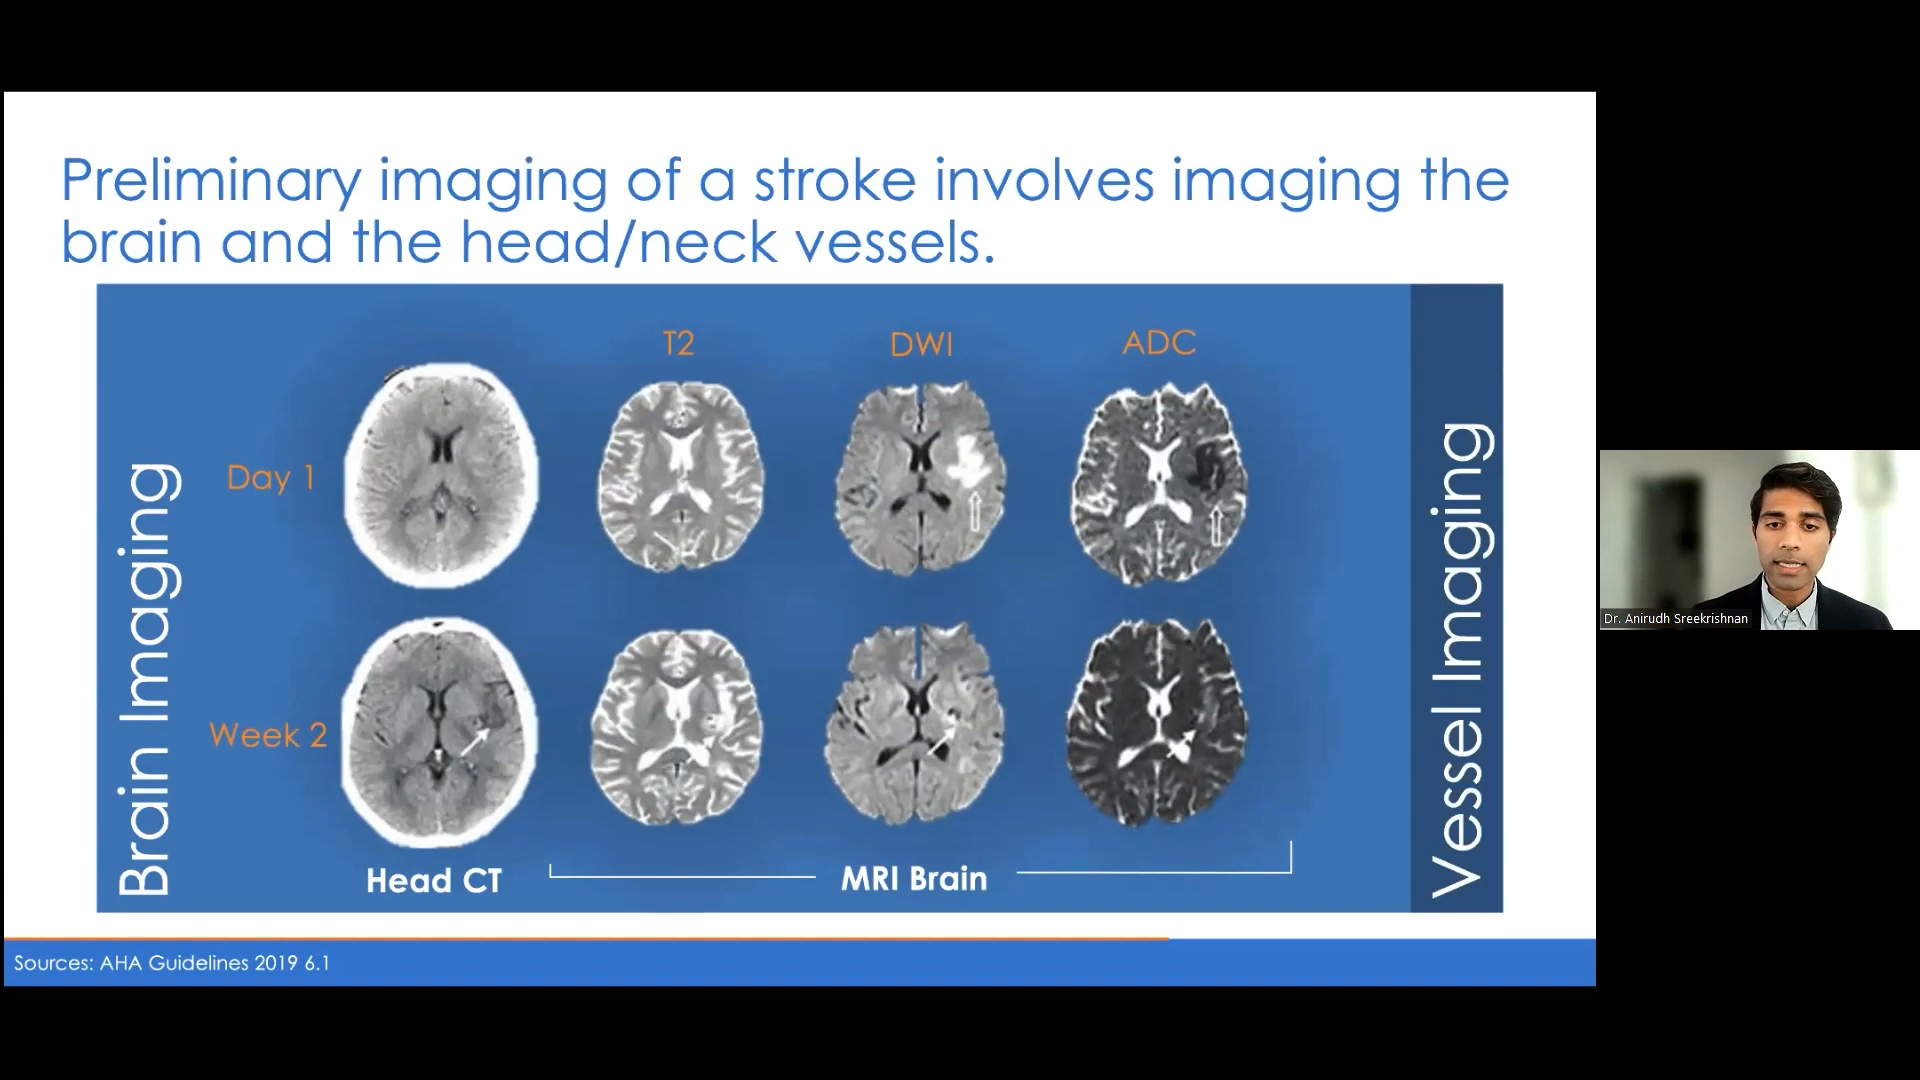 Preliminary imaging of a stroke involves imaging the
brain and the head/neck vessels.
Brain Imaging
T2
DWI
ADC
Day 1
Week 2
Head CT
MRI Brain
Vessel Imaging
Sources: AHA Guidelines 2019 6.1
Dr. Anirudh Sreekrishnan